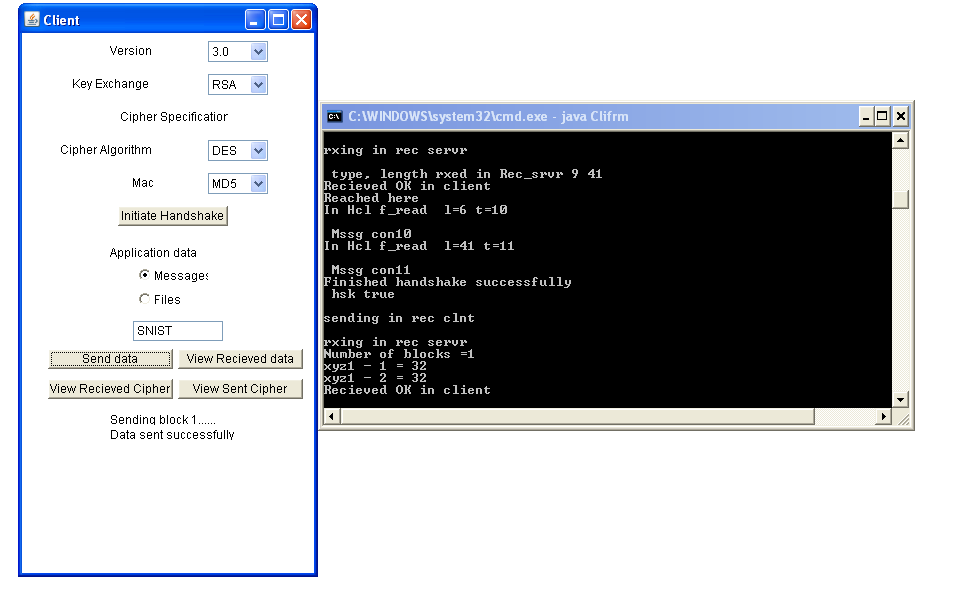 Client
Version 3.0
Key Exchange RSA
Cipher Specification
Cipher Algorithm DES
Mac MD5
Initiate Handshake
Application data
Messages
Files
SNIST
Send data View Recieved data
View Recieved Cipher View Sent Cipher
Sending block 1......
Data sent successfully
C:\WINDOWS\system32\cmd.exe - java Clifrm
rxing in rec servr
type, length rxed in Rec_srvr 9 41
Recieved OK in client
Reached here
In Hcl f_read l=6 t=10
Mssg con10
In Hcl f_read l=41 t=11
Mssg con11
Finished handshake successfully
hsk true
sending in rec clnt
rxing in rec servr
Number of blocks =1
xyz1 - 1 = 32
xyz1 - 2 = 32
Recieved OK in client